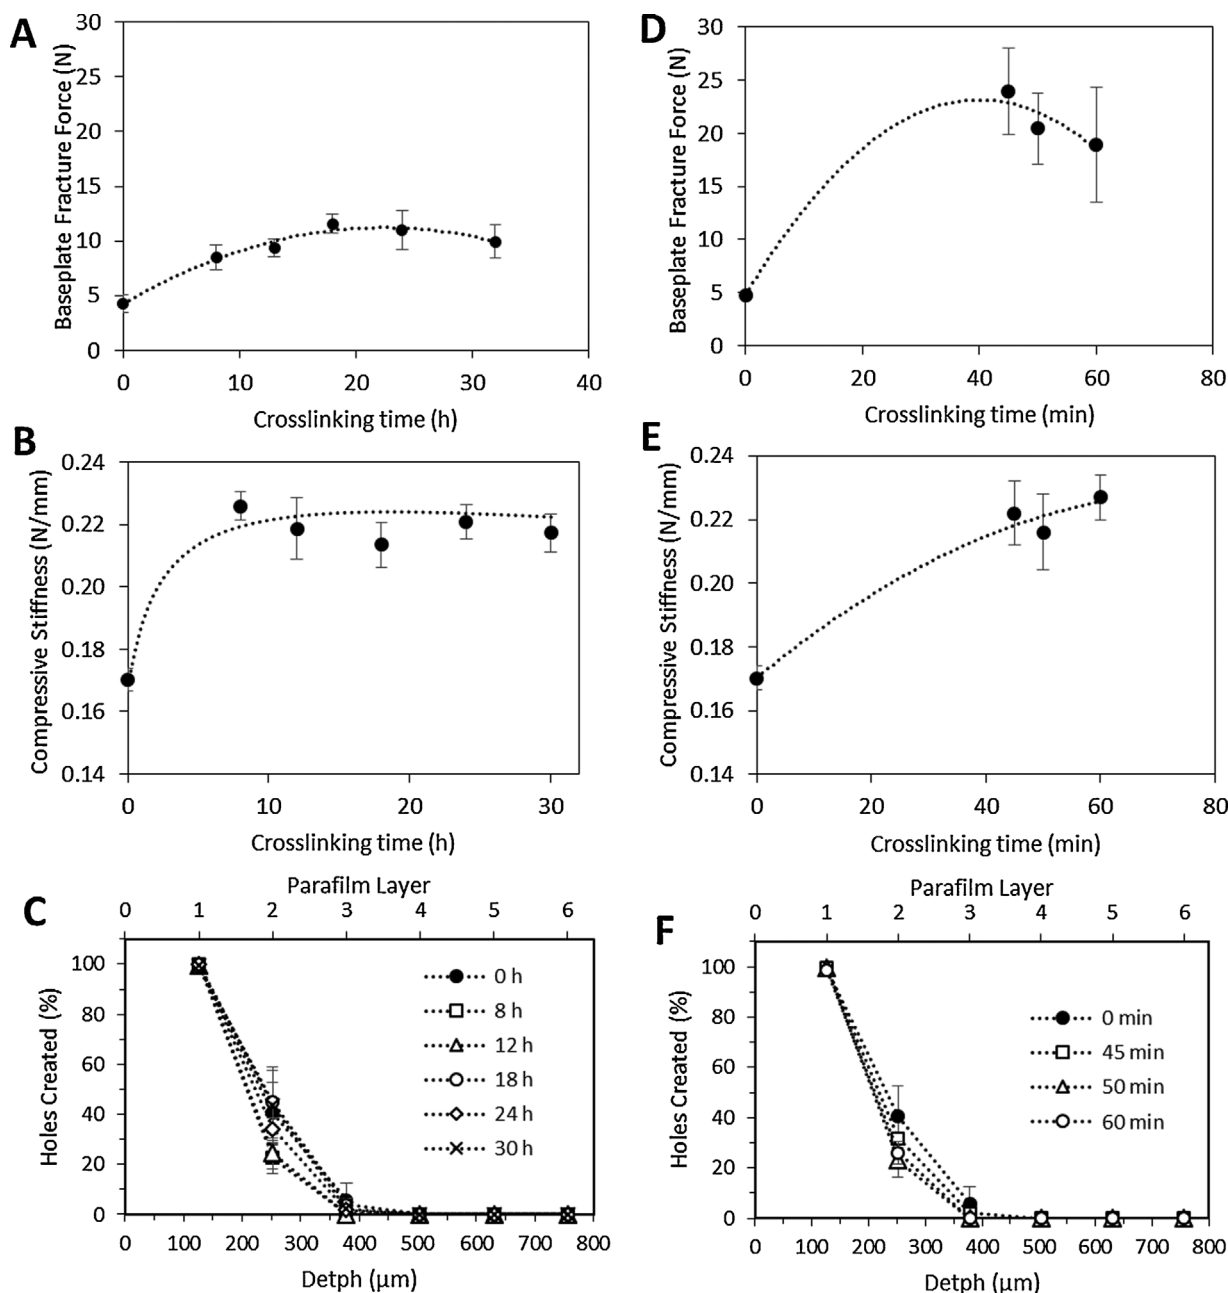 A
Baseplate Fracture Force (N)
30
25
20
15
10
5
0
0 10 20 30 40
Crosslinking time (h)
D
Baseplate Fracture Force (N)
30
25
20
15
10
5
0
0 20 40 60 80
Crosslinking time (min)
B
Compressive Stiffness (N/mm)
0.24
0.22
0.20
0.18
0.16
0.14
0 10 20 30
Crosslinking time (h)
E
Compressive Stiffness (N/mm)
0.24
0.22
0.20
0.18
0.16
0.14
0 20 40 60 80
Crosslinking time (min)
C
Parafilm Layer
0 1 2 3 4 5 6
Holes Created (%)
100
80
60
40
20
0
0 h
8 h
12 h
18 h
24 h
30 h
0 100 200 300 400 500 600 700 800
Detph (µm)
F
Parafilm Layer
0 1 2 3 4 5 6
Holes Created (%)
100
80
60
40
20
0
0 min
45 min
50 min
60 min
0 100 200 300 400 500 600 700 800
Detph (µm)